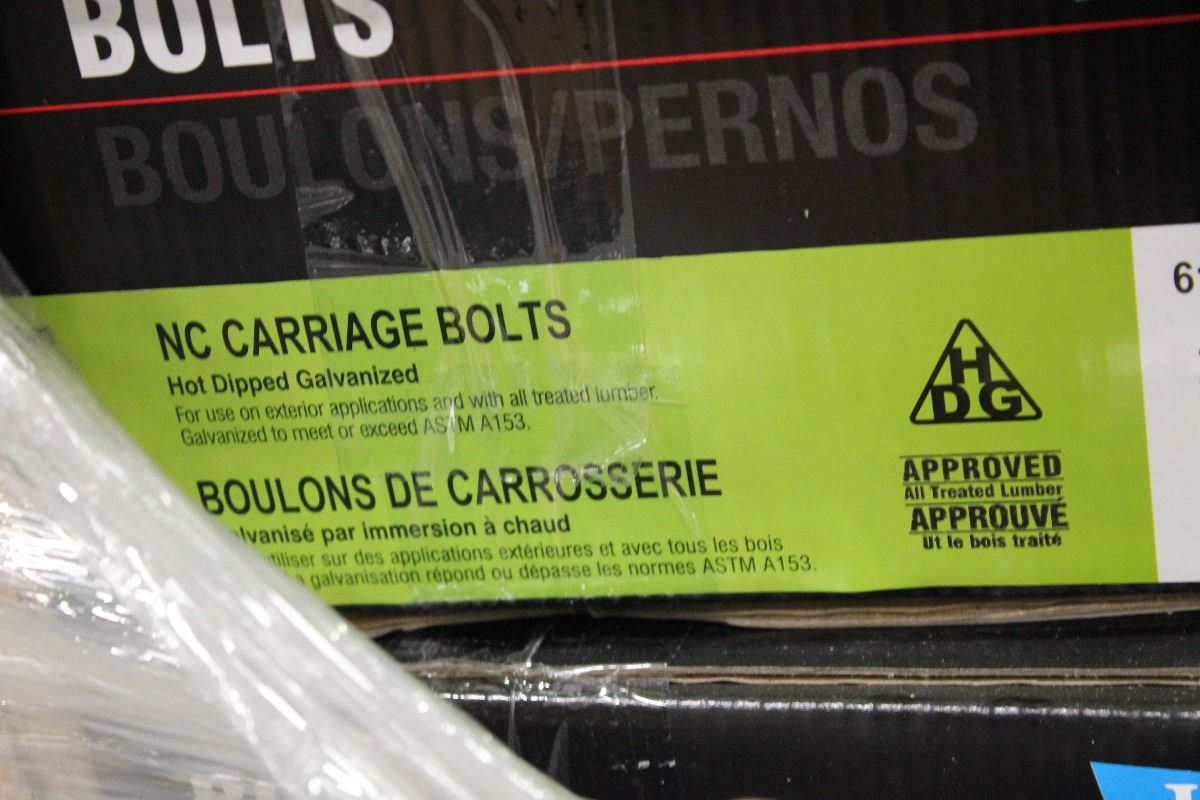 BOLTS
BOULONS/PERNOS
NC CARRIAGE BOLTS
Hot Dipped Galvanized
For use on exterior applications and with all treated lumber.
Galvanized to meet or exceed ASTM A153.
BOULONS DE CARROSSERIE
lvanisé par immersion à chaud
utiliser sur des applications extérieures et avec tous les bois
a galvanisation répond ou dépasse les normes ASTM A153.
H
DG
APPROVED
All Treated Lumber
APPROUVÉ
Ut le bois traité
6